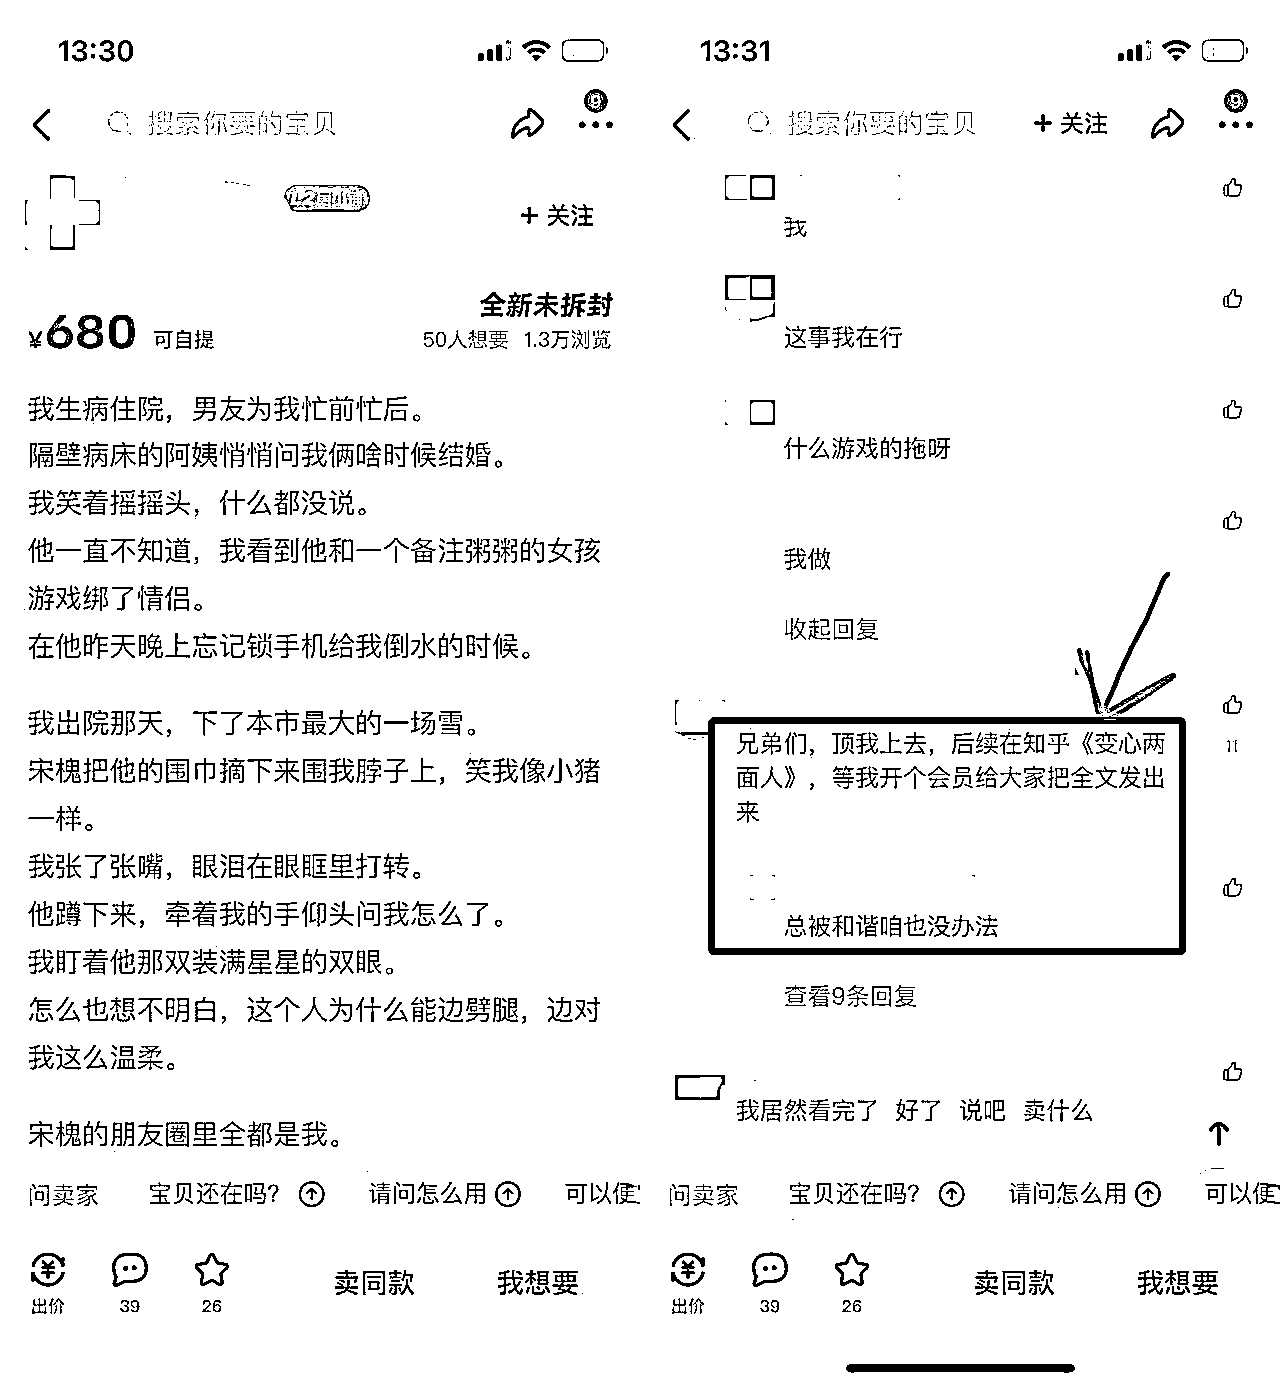 13:30
搜索你要的宝贝
+ 关注
全新未拆封
¥680 可自提
50人想要 1.3万浏览
我生病住院，男友为我忙前忙后。
隔壁病床的阿姨悄悄问我俩啥时候结婚。
我笑着摇摇头，什么都没说。
他一直不知道，我看到他和一个备注粥粥的女孩
游戏绑了情侣。
在他昨天晚上忘记锁手机给我倒水的时候。
我出院那天，下了本市最大的一场雪。
宋槐把他的围巾摘下来围我脖子上，笑我像小猪
一样。
我张了张嘴，眼泪在眼眶里打转。
他蹲下来，牵着我的手仰头问我怎么了。
我盯着他那双装满星星的双眼。
怎么也想不明白，这个人为什么能边劈腿，边对
我这么温柔。
宋槐的朋友圈里全都是我。
问卖家 宝贝还在吗？ 请问怎么用 可以便
出价 39 26 卖同款 我想要
13:31
搜索你要的宝贝 + 关注
我
这事我在行
什么游戏的拖呀
我做
收起回复
兄弟们，顶我上去，后续在知乎《变心两
面人》，等我开个会员给大家把全文发出
来
11
总被和谐咱也没办法
查看9条回复
我居然看完了 好了 说吧 卖什么
问卖家 宝贝还在吗？ 请问怎么用 可以便
出价 39 26 卖同款 我想要